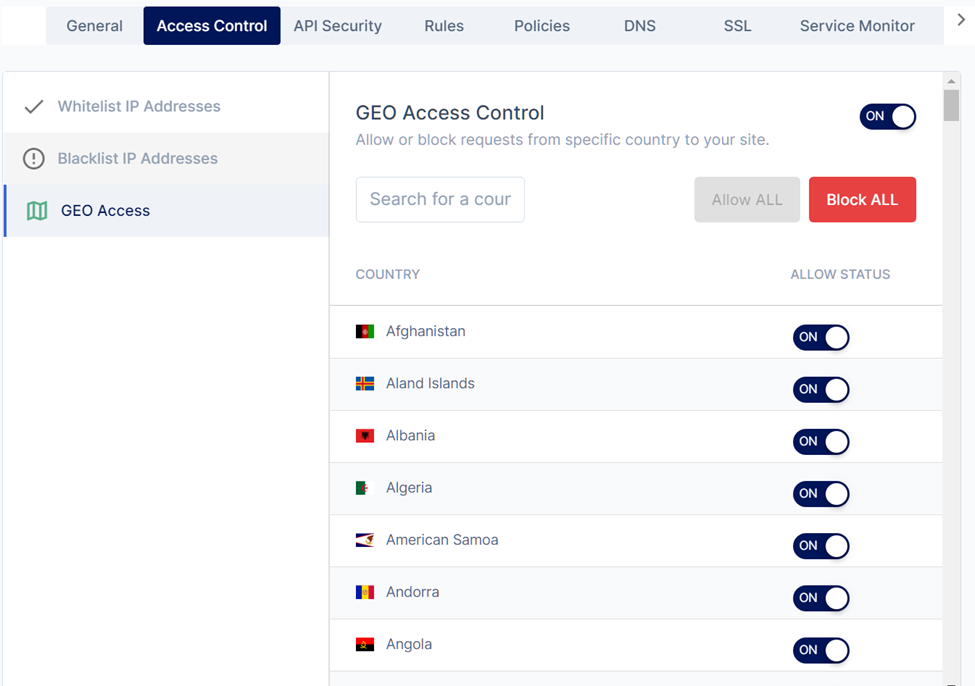 General Access Control API Security Rules Policies DNS SSL Service Monitor
Whitelist IP Addresses
Blacklist IP Addresses
GEO Access
GEO Access Control
ON
Allow or block requests from specific country to your site.
Search for a cour
Allow ALL Block ALL
COUNTRY ALLOW STATUS
Afghanistan ON
Aland Islands ON
Albania ON
Algeria ON
American Samoa ON
Andorra ON
Angola ON